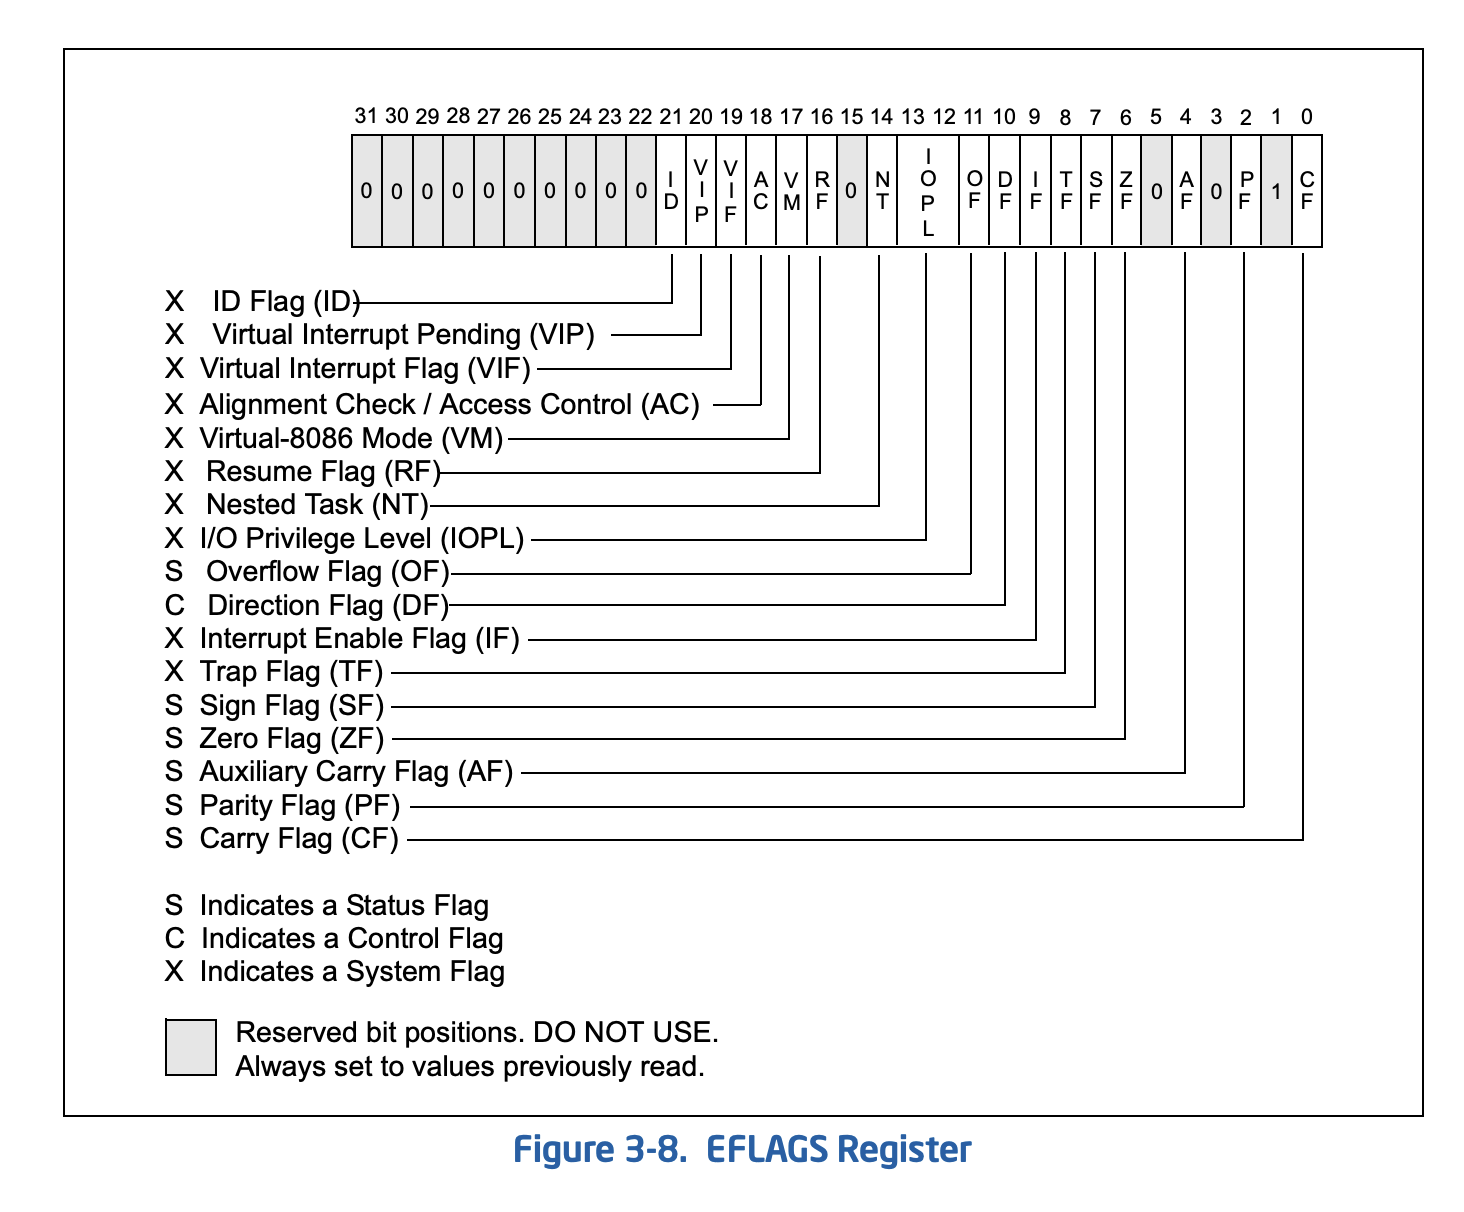 31 30 29 28 27 26 25 24 23 22 21 20 19 18 17 16 15 14 13 12 11 10 9 8 7 6 5 4 3 2 1 0
0 0 0 0 0 0 0 0 0 0 ID VIP VIF AC VM RF 0 NT IOPL OF DF IF TF SF ZF 0 AF 0 PF 1 CF
X ID Flag (ID)
X Virtual Interrupt Pending (VIP)
X Virtual Interrupt Flag (VIF)
X Alignment Check / Access Control (AC)
X Virtual-8086 Mode (VM)
X Resume Flag (RF)
X Nested Task (NT)
X I/O Privilege Level (IOPL)
S Overflow Flag (OF)
C Direction Flag (DF)
X Interrupt Enable Flag (IF)
X Trap Flag (TF)
S Sign Flag (SF)
S Zero Flag (ZF)
S Auxiliary Carry Flag (AF)
S Parity Flag (PF)
S Carry Flag (CF)
S Indicates a Status Flag
C Indicates a Control Flag
X Indicates a System Flag
Reserved bit positions. DO NOT USE.
Always set to values previously read.
Figure 3-8. EFLAGS Register